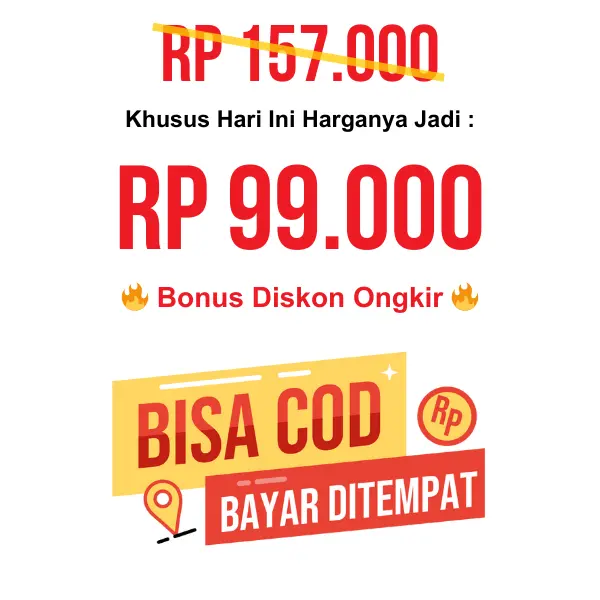 RP 157.000
Khusus Hari Ini Harganya Jadi :
RP 99.000
🔥 Bonus Diskon Ongkir 🔥
BISA COD
Rp
BAYAR DITEMPAT